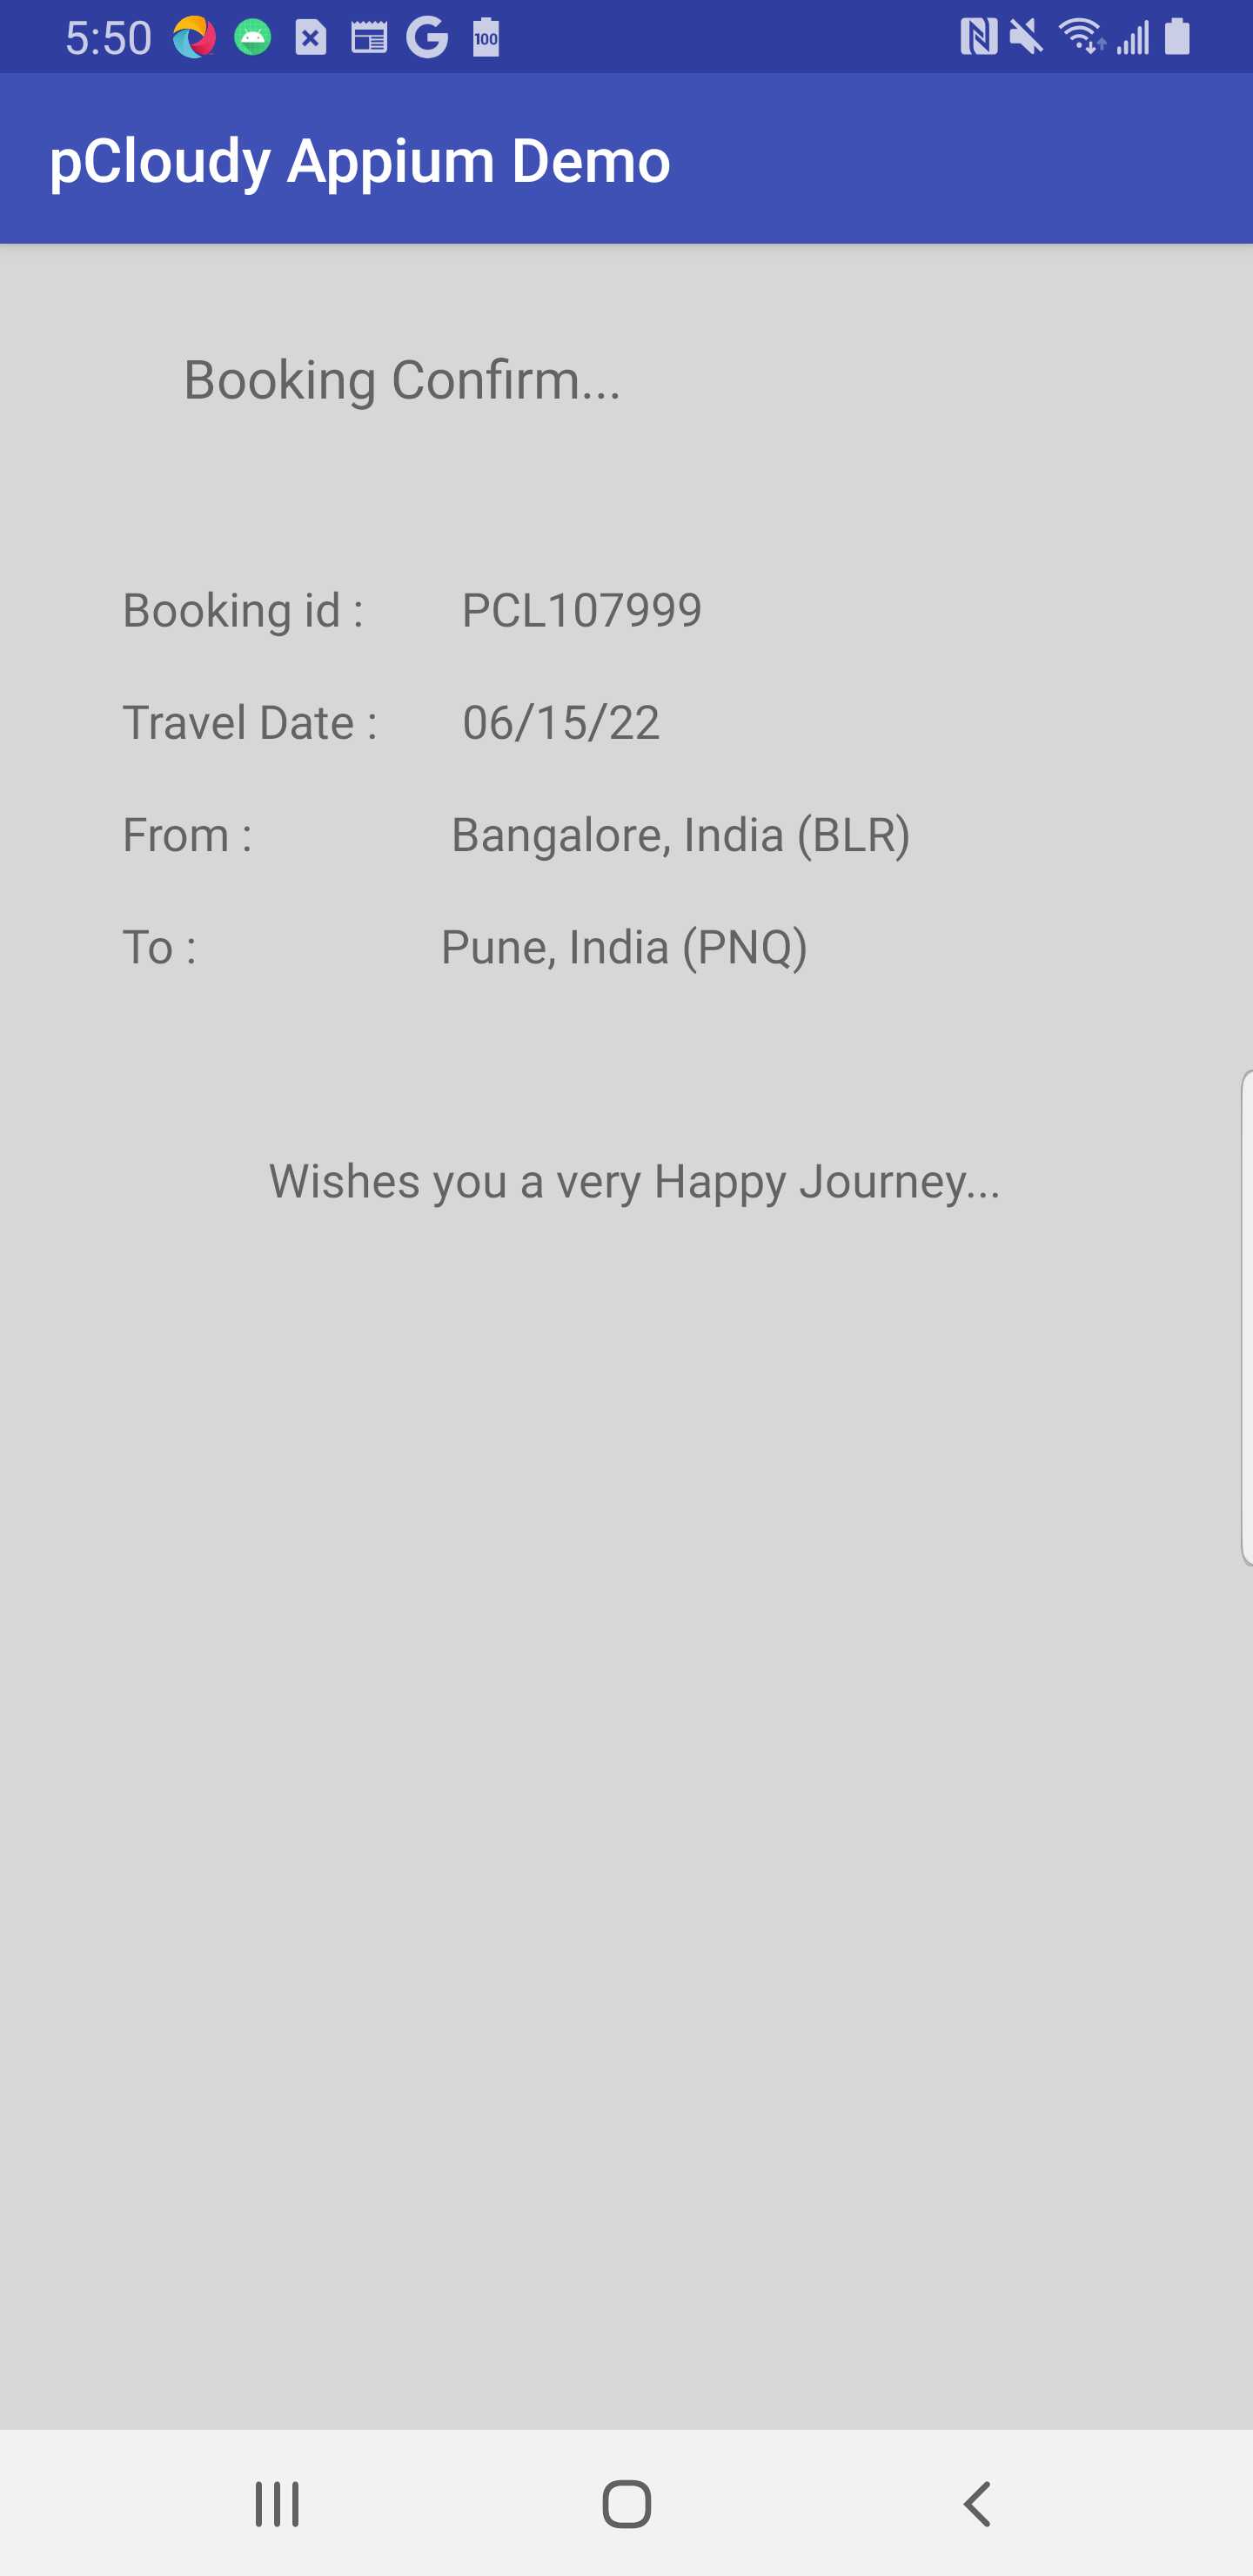 5:50 100
pCloudy Appium Demo
Booking Confirm...
Booking id : PCL107999
Travel Date : 06/15/22
From : Bangalore, India (BLR)
To : Pune, India (PNQ)
Wishes you a very Happy Journey...